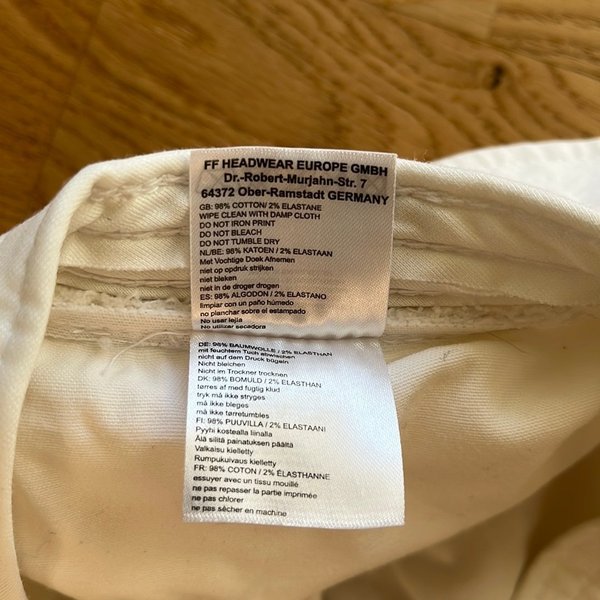 FF HEADWEAR EUROPE GMBH
Dr.-Robert-Murjahn-Str. 7
64372 Ober-Ramstadt GERMANY
GB: 98% COTTON/ 2% ELASTANE
WIPE CLEAN WITH DAMP CLOTH
DO NOT IRON PRINT
DO NOT BLEACH
DO NOT TUMBLE DRY
NL/BE: 98% KATOEN / 2% ELASTAAN
Met Vochtige Doek Afnemen
niet op opdruk strijken
niet bleken
niet in de droger drogen
ES: 98% ALGODON / 2% ELASTANO
limpiar con un paño húmedo
no planchar sobre el estampado
No usar lejía
No utilizar secadora
DE: 98% BAUMWOLLE / 2% ELASTHAN
mit feuchtem Tuch abwischen
nicht auf dem Druck bügeln
Nicht bleichen
Nicht im Trockner trocknen
DK: 98% BOMULD / 2% ELASTHAN
tørres af med fuglig klud
tryk må ikke stryges
må ikke bleges
må ikke tørretumbles
FI: 98% PUUVILLA / 2% ELASTAANI
Pyyhi kostealla liinalla
Älä silitä painatuksen päältä
Valkaisu kielletty
Rumpukuivaus kielletty
FR: 98% COTON / 2% ÉLASTHANNE
essuyer avec un tissu mouillé
ne pas repasser la partie imprimée
ne pas chlorer
ne pas sécher en machine